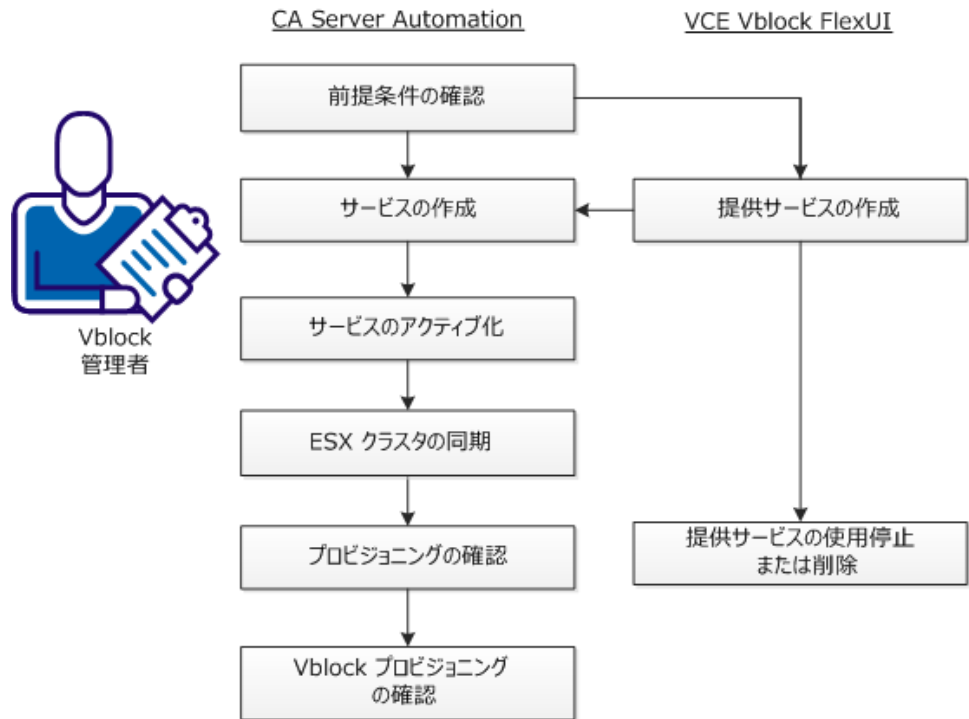 CA Server Automation
VCE Vblock FlexUI
前提条件の確認
サービスの作成
提供サービスの作成
Vblock
管理者
サービスのアクティブ化
ESX クラスタの同期
プロビジョニングの確認
提供サービスの使用停止
または削除
Vblock プロビジョニング
の確認